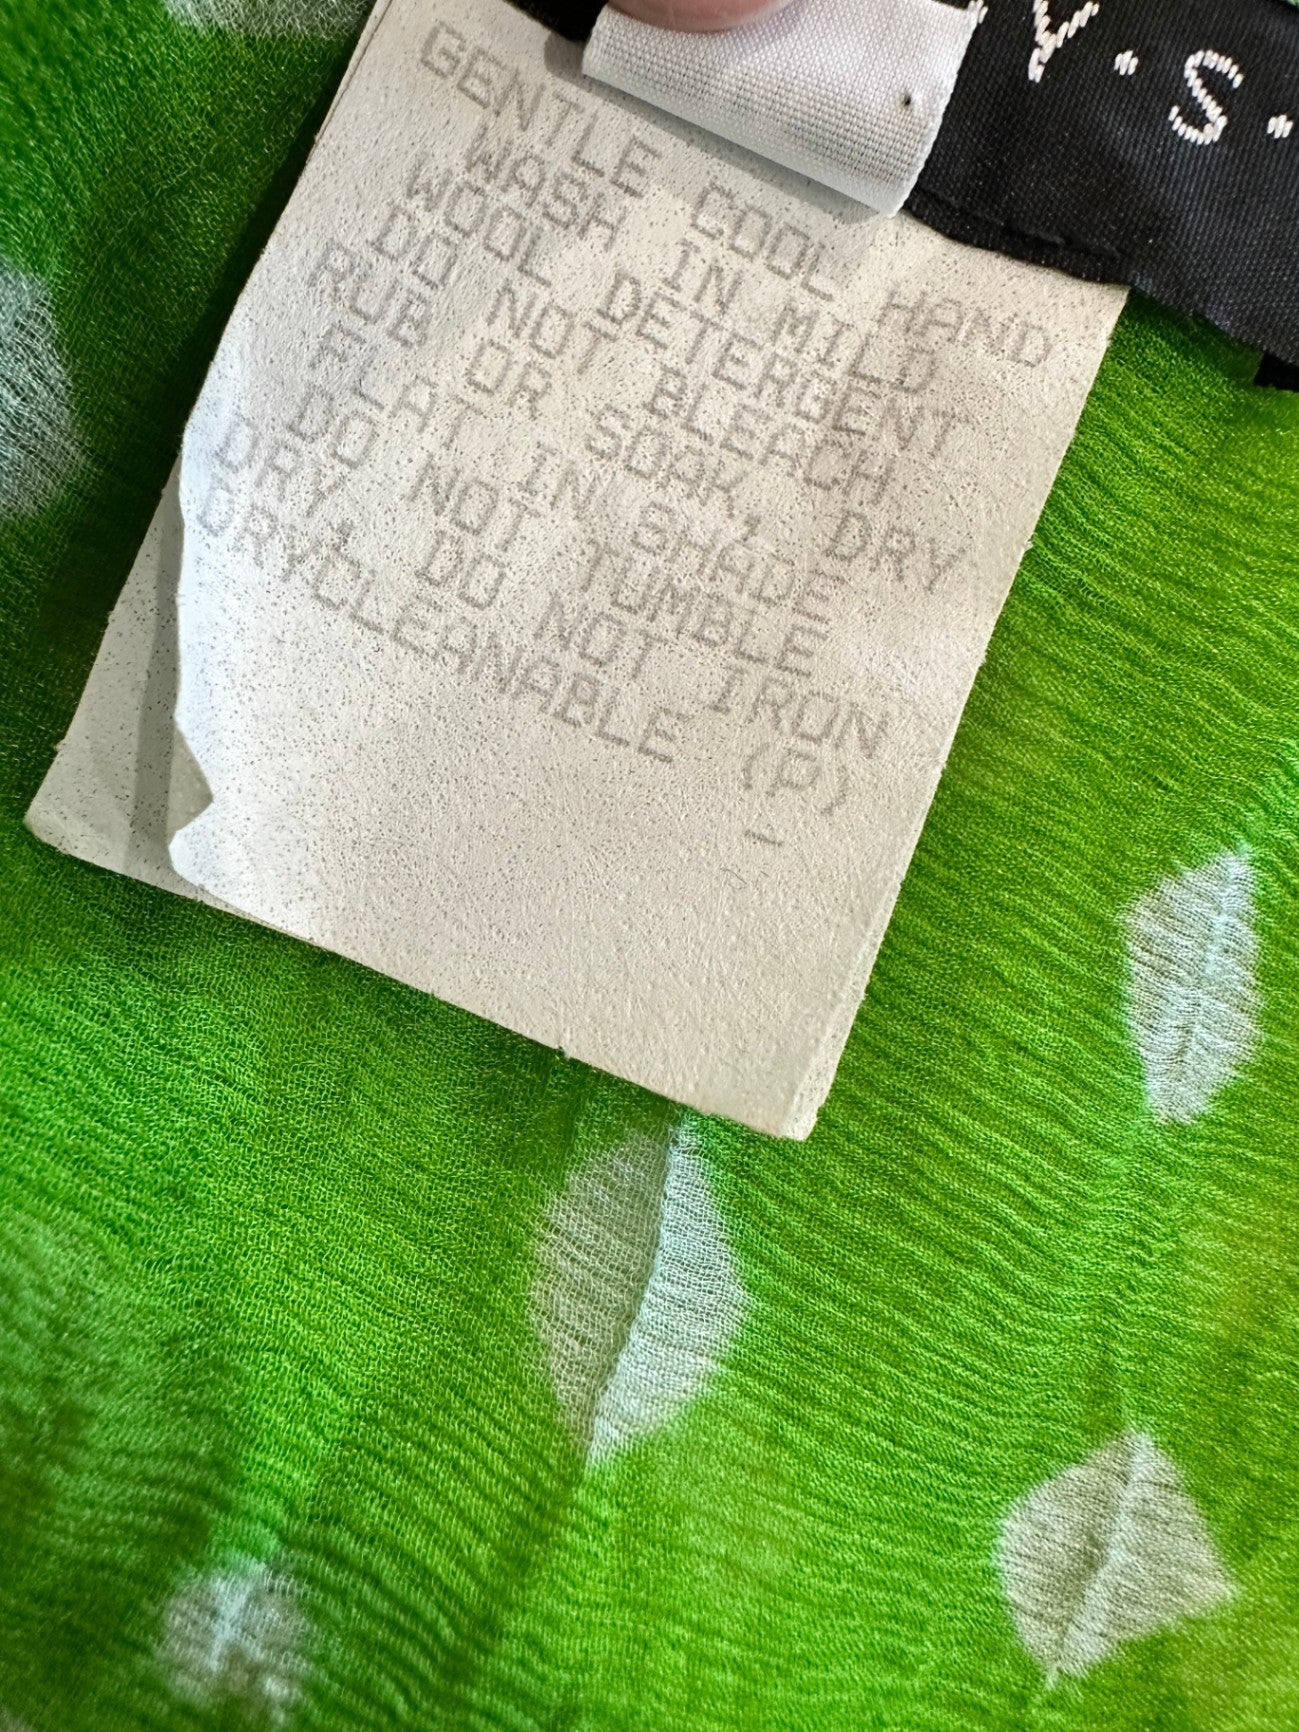 Y.S.
GENTLE COOL HAND
WASH IN MILD
WOOL DETERGENT
DO NOT BLEACH
RUB OR SOAK, DRY
FLAT IN SHADE
DO NOT TUMBLE
DRY, DO NOT IRON
DRYCLEANABLE (P)